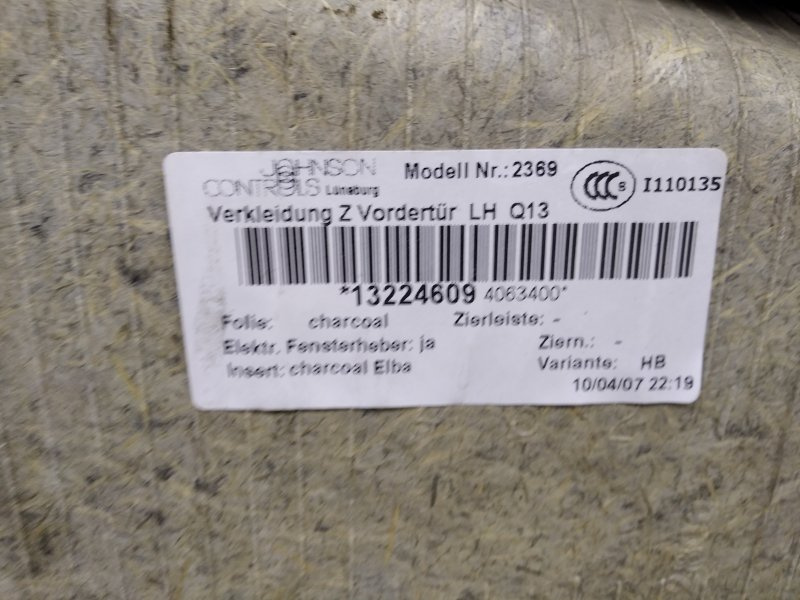 JOHNSON
CONTROLS Lüneburg
Modell Nr.: 2369
CCC S I110135
Verkleidung Z Vordertür LH Q13
*13224609 4063400*
Folie: charcoal Zierleiste: -
Elektr. Fensterheber: ja Ziern.: -
Insert: charcoal Elba Variante: HB
10/04/07 22:19